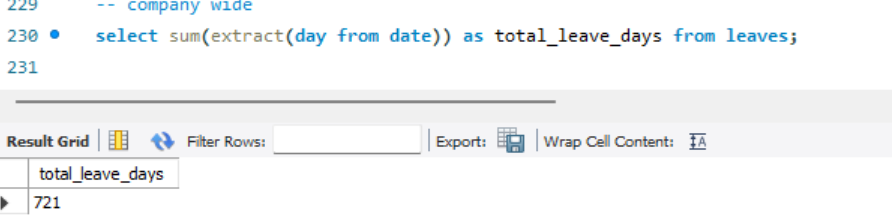 229 -- company wide
230 select sum(extract(day from date)) as total_leave_days from leaves;
231
Result Grid Filter Rows: Export: Wrap Cell Content: IA
total_leave_days
721